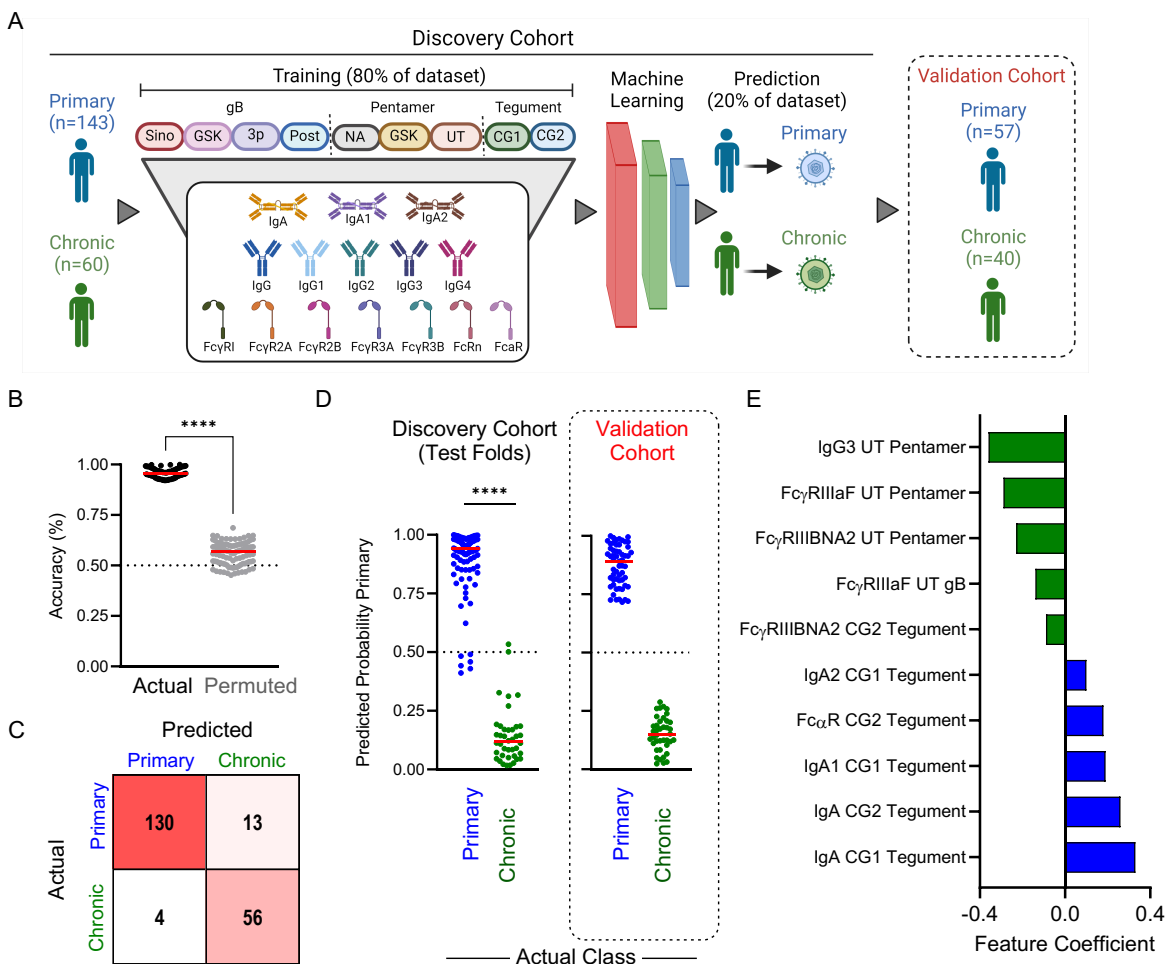 A
Discovery Cohort
Training (80% of dataset)
Machine
Learning
Prediction
(20% of dataset)
Validation Cohort
Primary
(n=143)
gB
Pentamer
Tegument
Sino
GSK
3p
Post
NA
GSK
UT
CG1
CG2
Primary
Primary
(n=57)
IgA
IgA1
IgA2
Chronic
(n=60)
IgG
IgG1
IgG2
IgG3
IgG4
Chronic
Chronic
(n=40)
FcγRI
FcγR2A
FcγR2B
FcγR3A
FcγR3B
FcRn
FcaR
B
****
Accuracy (%)
1.00
0.75
0.50
0.25
0.00
Actual
Permuted
C
Predicted
Primary
Chronic
Actual
Primary
130
13
Chronic
4
56
D
Discovery Cohort
(Test Folds)
Validation
Cohort
****
Predicted Probability Primary
1.00
0.75
0.50
0.25
0.00
Primary
Chronic
Primary
Chronic
Actual Class
E
IgG3 UT Pentamer
FcγRIIIaF UT Pentamer
FcγRIIIBNA2 UT Pentamer
FcγRIIIaF UT gB
FcγRIIIBNA2 CG2 Tegument
IgA2 CG1 Tegument
FcαR CG2 Tegument
IgA1 CG1 Tegument
IgA CG2 Tegument
IgA CG1 Tegument
-0.4
0.0
0.4
Feature Coefficient